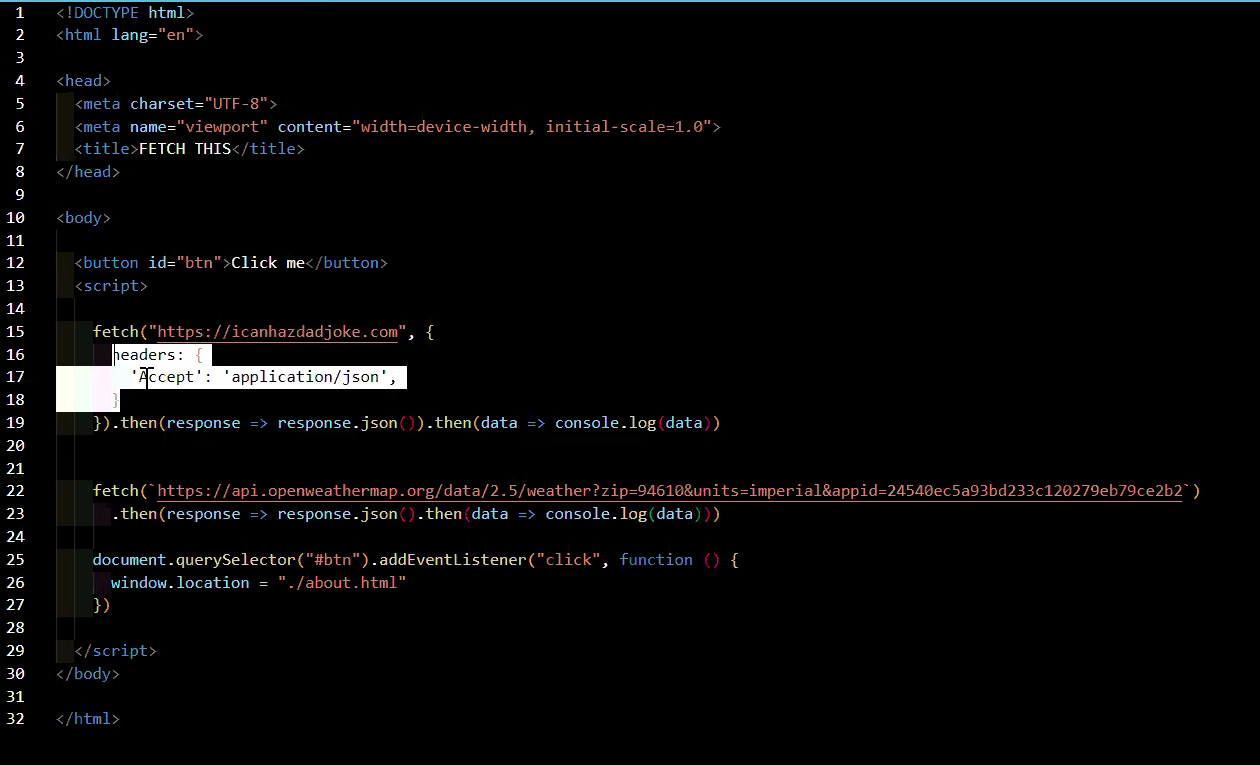 1 <!DOCTYPE html>
2 <html lang="en">
3
4 <head>
5 <meta charset="UTF-8">
6 <meta name="viewport" content="width=device-width, initial-scale=1.0">
7 <title>FETCH THIS</title>
8 </head>
9
10 <body>
11
12 <button id="btn">Click me</button>
13 <script>
14
15 fetch("https://icanhazdadjoke.com", {
16 headers: {
17 'Accept': 'application/json',
18 }
19 }).then(response => response.json()).then(data => console.log(data))
20
21
22 fetch(`https://api.openweathermap.org/data/2.5/weather?zip=94610&units=imperial&appid=24540ec5a93bd233c120279eb79ce2b2`)
23 .then(response => response.json().then(data => console.log(data)))
24
25 document.querySelector("#btn").addEventListener("click", function () {
26 window.location = "./about.html"
27 })
28
29 </script>
30 </body>
31
32 </html>